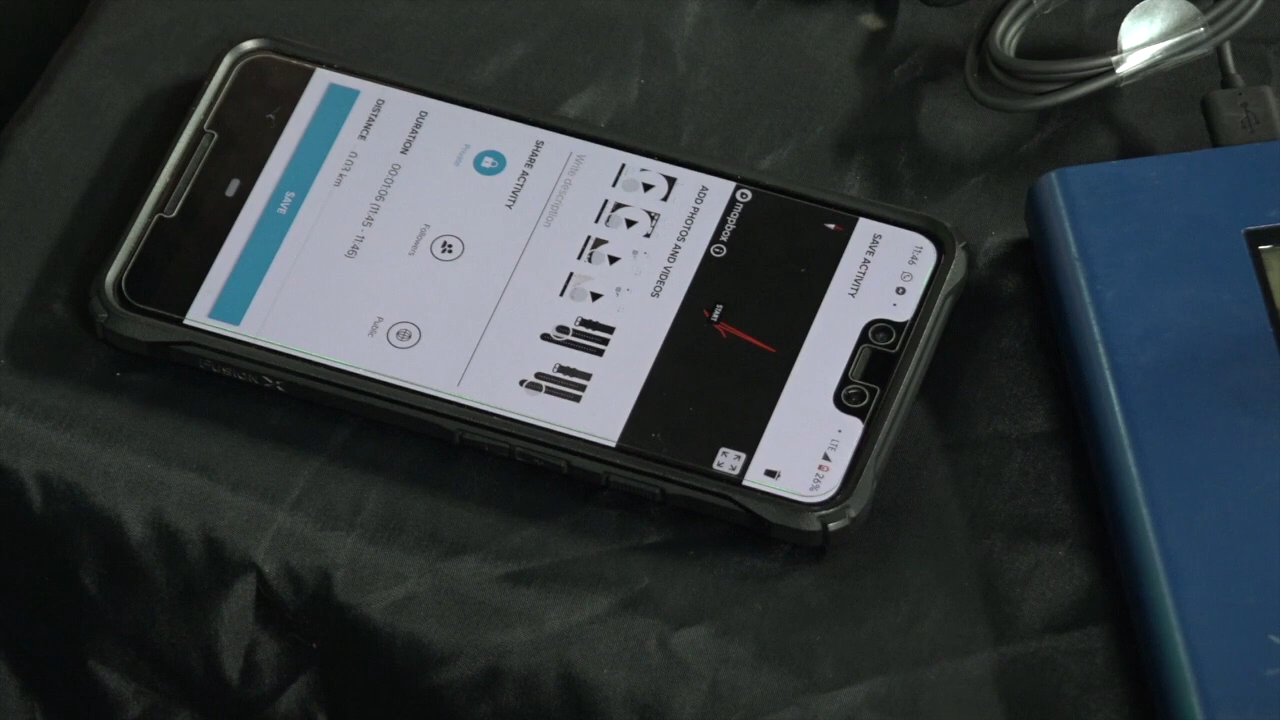 11:46
LTE 26%
SAVE ACTIVITY
START
mapbox
ADD PHOTOS AND VIDEOS
Write description
SHARE ACTIVITY
Private
Followers
Public
DURATION 00:01:06 (11:45 - 11:46)
DISTANCE 0.03 km
SAVE